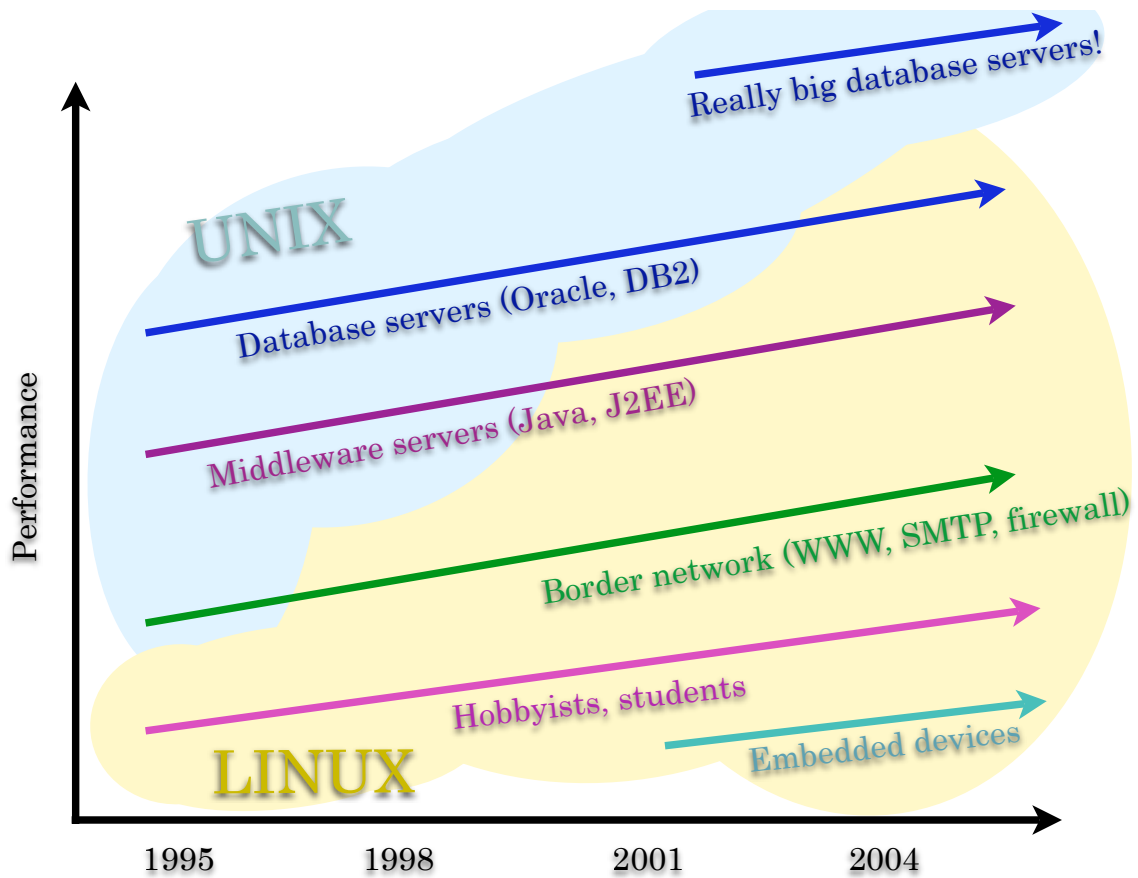 Really big database servers!
UNIX
Database servers (Oracle, DB2)
Middleware servers (Java, J2EE)
Performance
Border network (WWW, SMTP, firewall)
Hobbyists, students
Embedded devices
LINUX
1995
1998
2001
2004